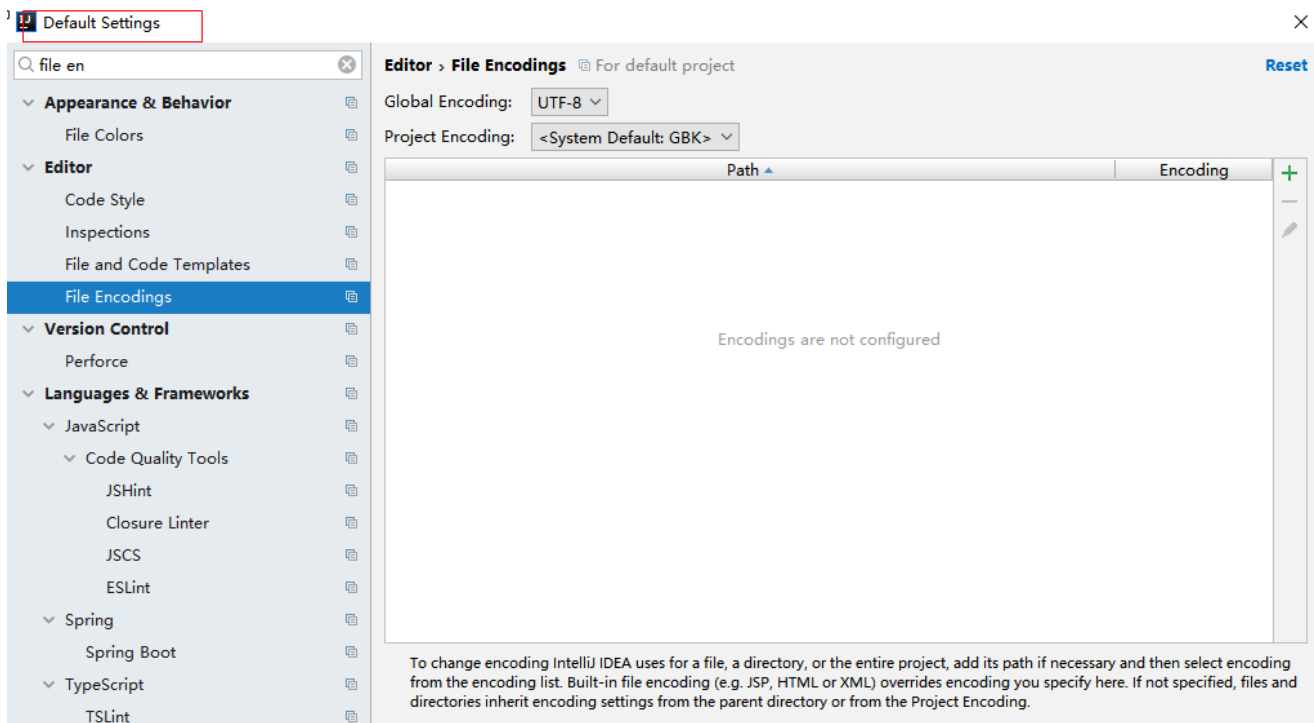 Default Settings
file en
Appearance & Behavior
File Colors
Editor
Code Style
Inspections
File and Code Templates
File Encodings
Version Control
Perforce
Languages & Frameworks
JavaScript
Code Quality Tools
JSHint
Closure Linter
JSCS
ESLint
Spring
Spring Boot
TypeScript
TSLint
Editor › File Encodings For default project Reset
Global Encoding: UTF-8
Project Encoding: <System Default: GBK>
Path Encoding
Encodings are not configured
To change encoding IntelliJ IDEA uses for a file, a directory, or the entire project, add its path if necessary and then select encoding
from the encoding list. Built-in file encoding (e.g. JSP, HTML or XML) overrides encoding you specify here. If not specified, files and
directories inherit encoding settings from the parent directory or from the Project Encoding.